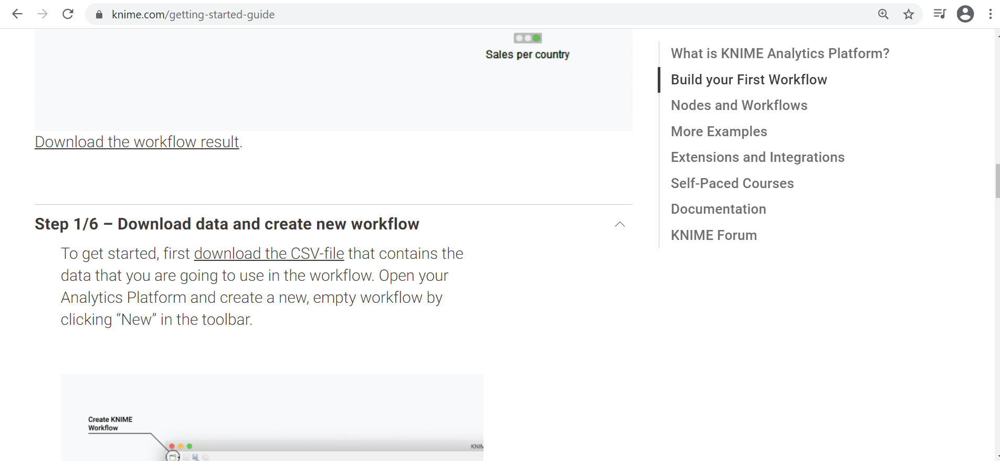 knime.com/getting-started-guide
Sales per country
Download the workflow result.
Step 1/6 – Download data and create new workflow
To get started, first download the CSV-file that contains the
data that you are going to use in the workflow. Open your
Analytics Platform and create a new, empty workflow by
clicking “New” in the toolbar.
Create KNIME
Workflow
KNIM
What is KNIME Analytics Platform?
Build your First Workflow
Nodes and Workflows
More Examples
Extensions and Integrations
Self-Paced Courses
Documentation
KNIME Forum